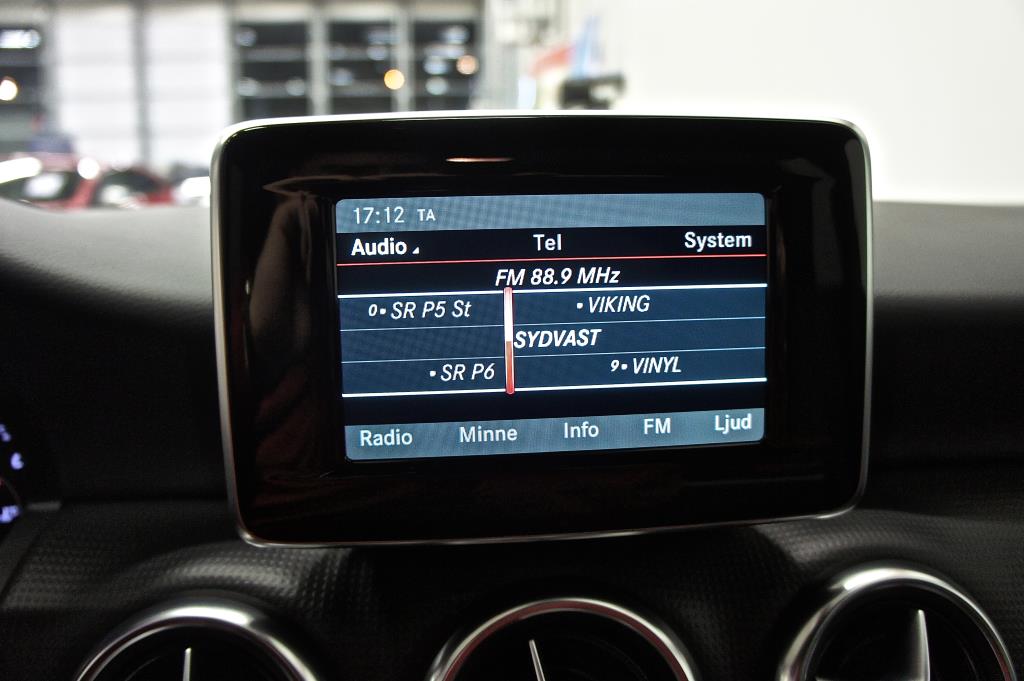 17:12 TA
Audio Tel System
FM 88.9 MHz
0• SR P5 St • VIKING
SYDVAST
• SR P6 9• VINYL
Radio Minne Info FM Ljud
6